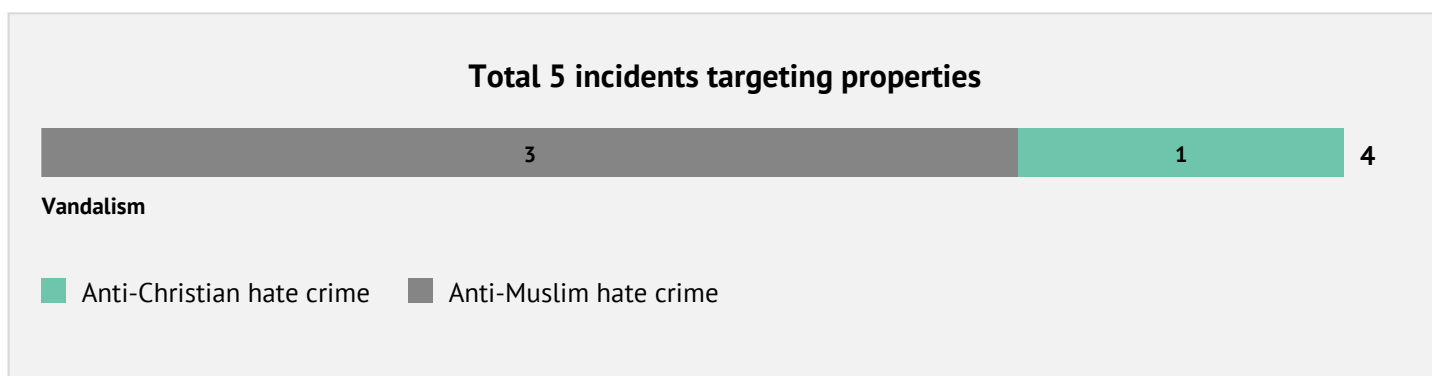 Total 5 incidents targeting properties
3 1 4
Vandalism
Anti-Christian hate crime Anti-Muslim hate crime